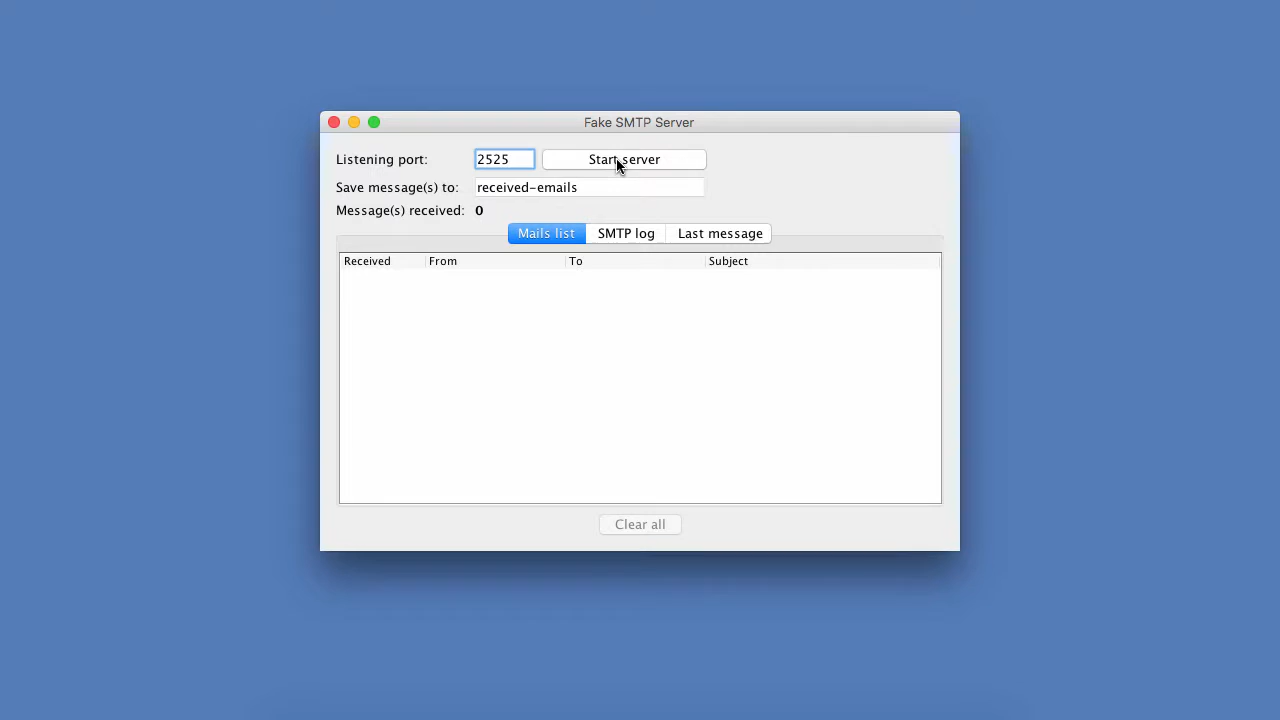 Fake SMTP Server
Listening port: 2525 Start server
Save message(s) to: received-emails
Message(s) received: 0
Mails list SMTP log Last message
Received From To Subject
Clear all